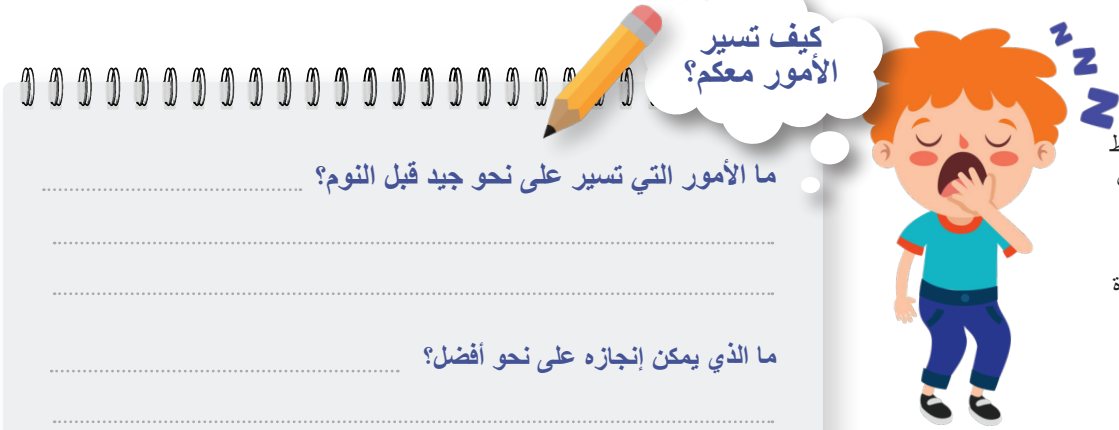 كيف تسير
الأمور معكم؟
ما الأمور التي تسير على نحو جيد قبل النوم؟
ما الذي يمكن إنجازه على نحو أفضل؟
z
z
N